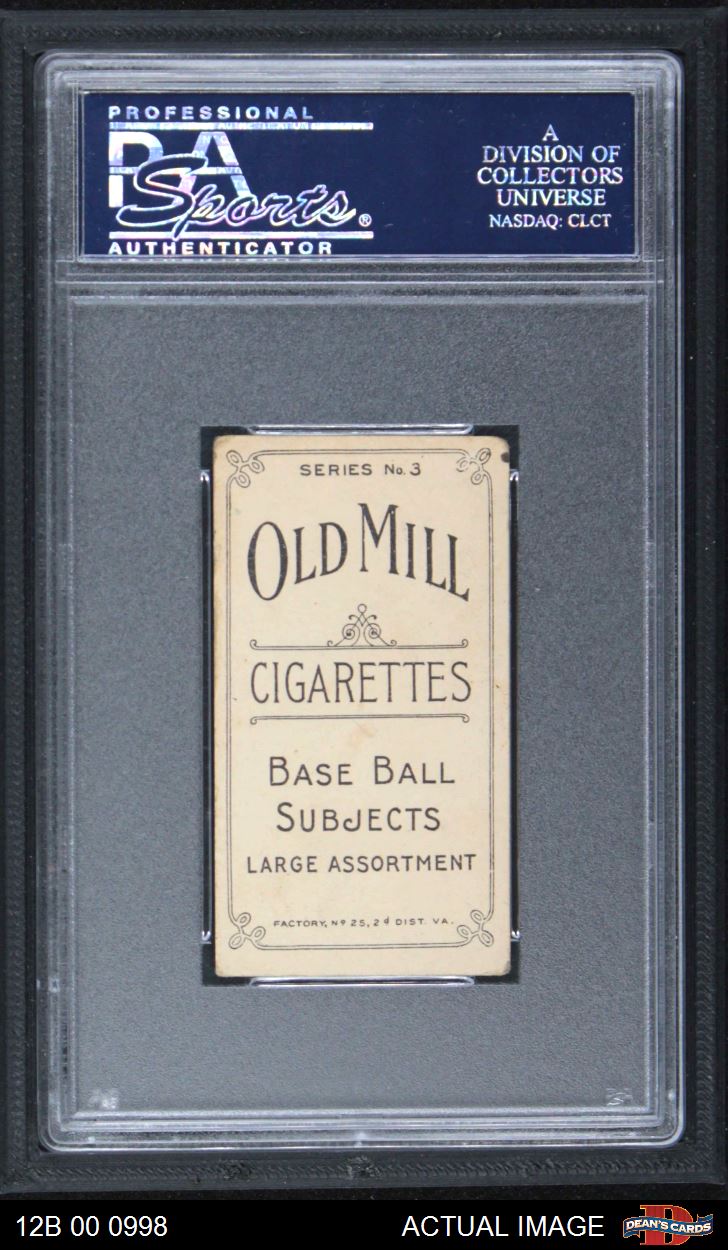 PROFESSIONAL
PSA
Sports®
AUTHENTICATOR
A
DIVISION OF
COLLECTORS
UNIVERSE
NASDAQ: CLCT
SERIES No. 3
OLD MILL
CIGARETTES
BASE BALL
SUBJECTS
LARGE ASSORTMENT
FACTORY, Nº 25, 2d DIST. VA.
12B 00 0998
ACTUAL IMAGE
D
DEAN'S CARDS